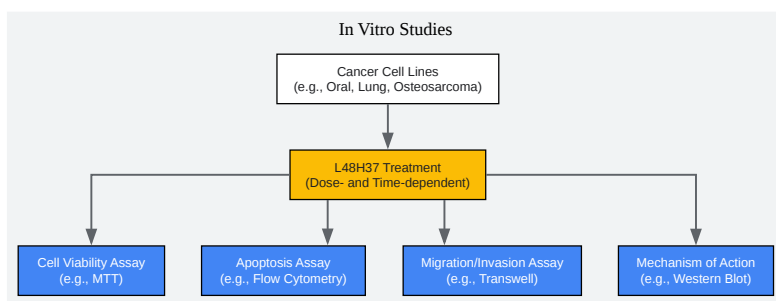 In Vitro Studies
Cancer Cell Lines
(e.g., Oral, Lung, Osteosarcoma)
L48H37 Treatment
(Dose- and Time-dependent)
Cell Viability Assay
(e.g., MTT)
Apoptosis Assay
(e.g., Flow Cytometry)
Migration/Invasion Assay
(e.g., Transwell)
Mechanism of Action
(e.g., Western Blot)